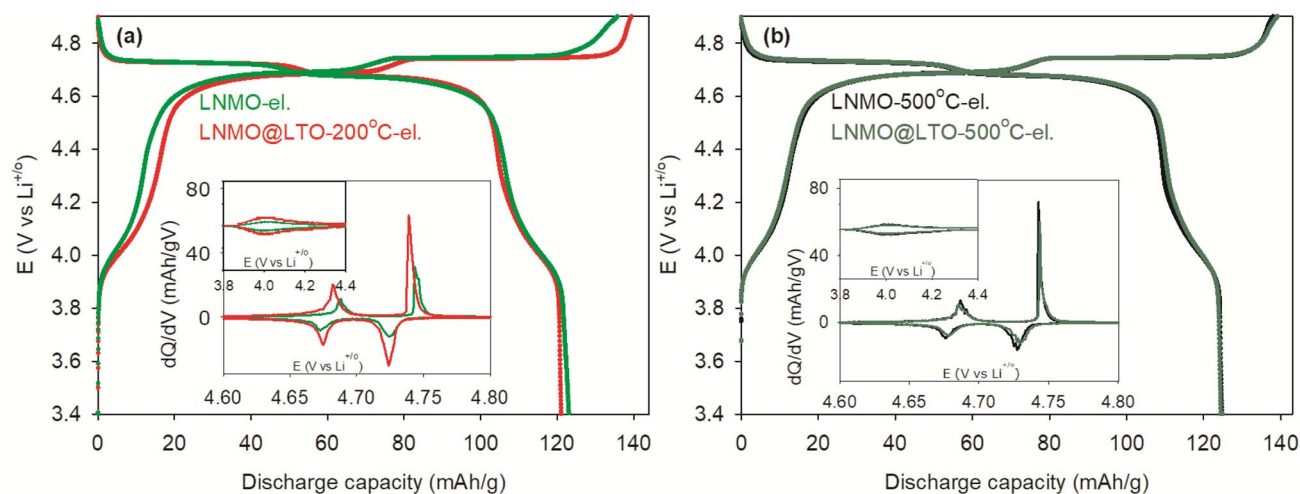 (a)
LNMO-el.
LNMO@LTO-200°C-el.
E (V vs Li+/o)
4.8
4.6
4.4
4.2
4.0
3.8
3.6
3.4
80
40
0
dQ/dV (mAh/gV)
E (V vs Li+/o)
3.8 4.0 4.2 4.4
E (V vs Li+/o)
4.60 4.65 4.70 4.75 4.80
0 20 40 60 80 100 120 140
Discharge capacity (mAh/g)
(b)
LNMO-500°C-el.
LNMO@LTO-500°C-el.
E (V vs Li+/o)
4.8
4.6
4.4
4.2
4.0
3.8
3.6
3.4
80
40
0
dQ/dV (mAh/gV)
E (V vs Li+/o)
3.8 4.0 4.2 4.4
E (V vs Li+/o)
4.60 4.65 4.70 4.75 4.80
0 20 40 60 80 100 120 140
Discharge capacity (mAh/g)